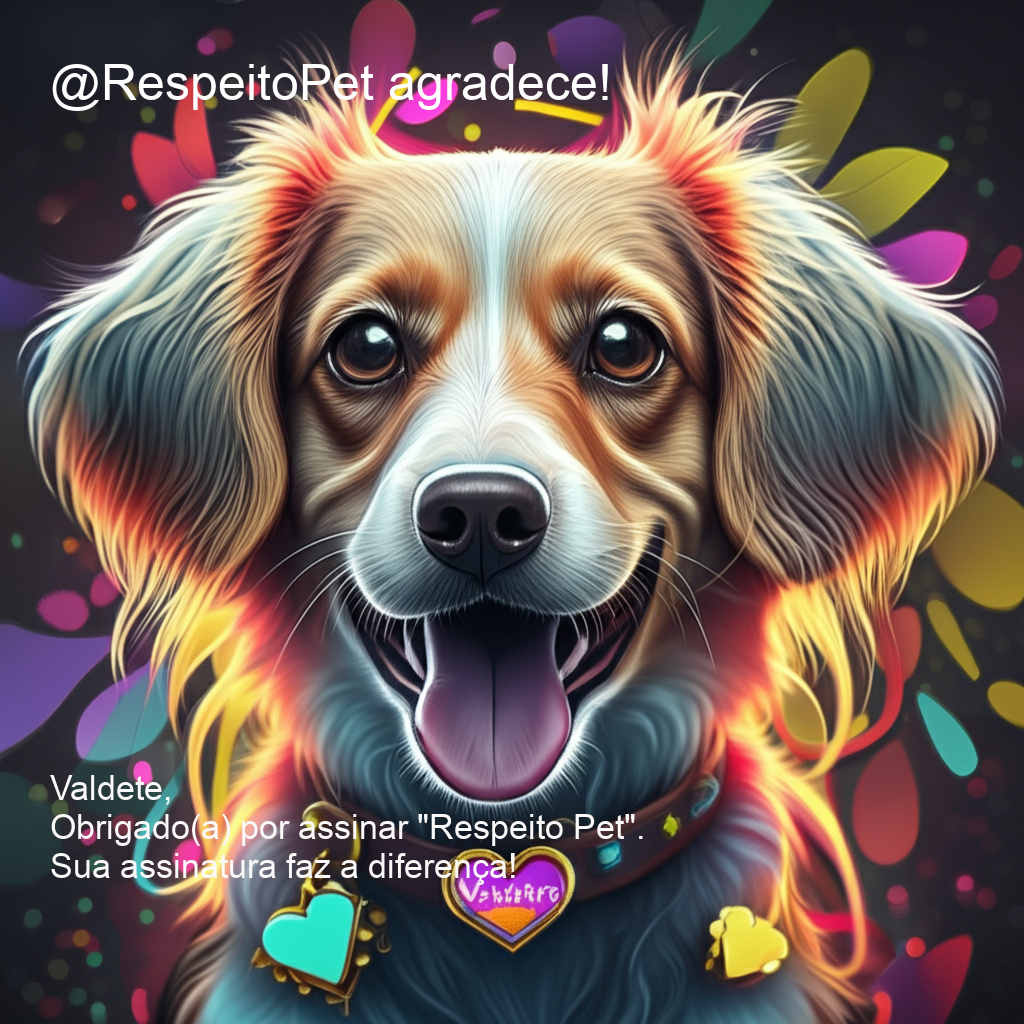 @RespeitoPet agradece!
Valdete,
Obrigado(a) por assinar "Respeito Pet".
Sua assinatura faz a diferença!